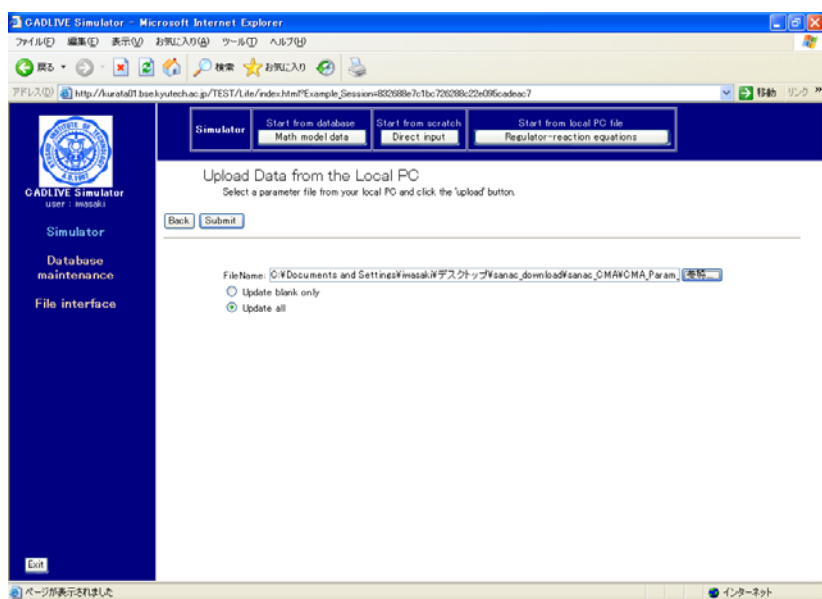 CADLIVE Simulator - Microsoft Internet Explorer
ファイル(F) 編集(E) 表示(V) お気に入り(A) ツール(T) ヘルプ(H)
戻る 検索 お気に入り
アドレス(D) http://kurata01.bse.kyutech.ac.jp/TEST/Life/index.html?Example_Session=832688e7c1bc726288c22e095cadeac7 移動 リンク »
Simulator
Start from database
Math model data
Start from scratch
Direct input
Start from local PC file
Regulator-reaction equations
CADLIVE Simulator
user : iwasaki
Simulator
Database
maintenance
File interface
Exit
Upload Data from the Local PC
Select a parameter file from your local PC and click the 'upload' button.
Back Submit
FileName: C:¥Documents and Settings¥iwasaki¥デスクトップ¥sanac_download¥sanac_CMA¥CMA_Param_ 参照...
Update blank only
Update all
ページが表示されました インターネット